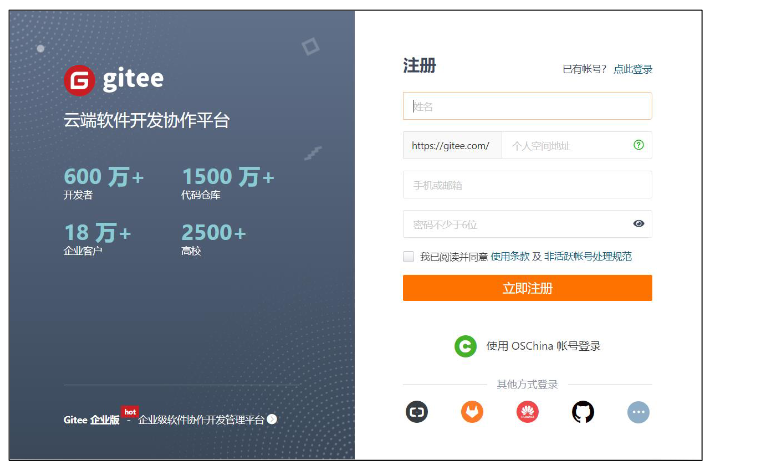 gitee
云端软件开发协作平台
600 万+
开发者
1500 万+
代码仓库
18 万+
企业客户
2500+
高校
Gitee 企业版 hot - 企业级软件协作开发管理平台
注册
已有帐号? 点此登录
姓名
https://gitee.com/ 个人空间地址
手机或邮箱
密码不少于6位
我已阅读并同意 使用条款 及 非活跃帐号处理规范
立即注册
使用 OSChina 帐号登录
其他方式登录